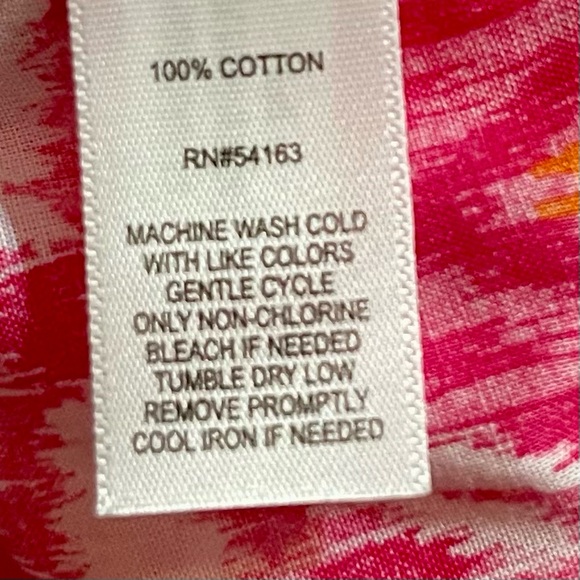 100% COTTON
RN#54163
MACHINE WASH COLD
WITH LIKE COLORS
GENTLE CYCLE
ONLY NON-CHLORINE
BLEACH IF NEEDED
TUMBLE DRY LOW
REMOVE PROMPTLY
COOL IRON IF NEEDED